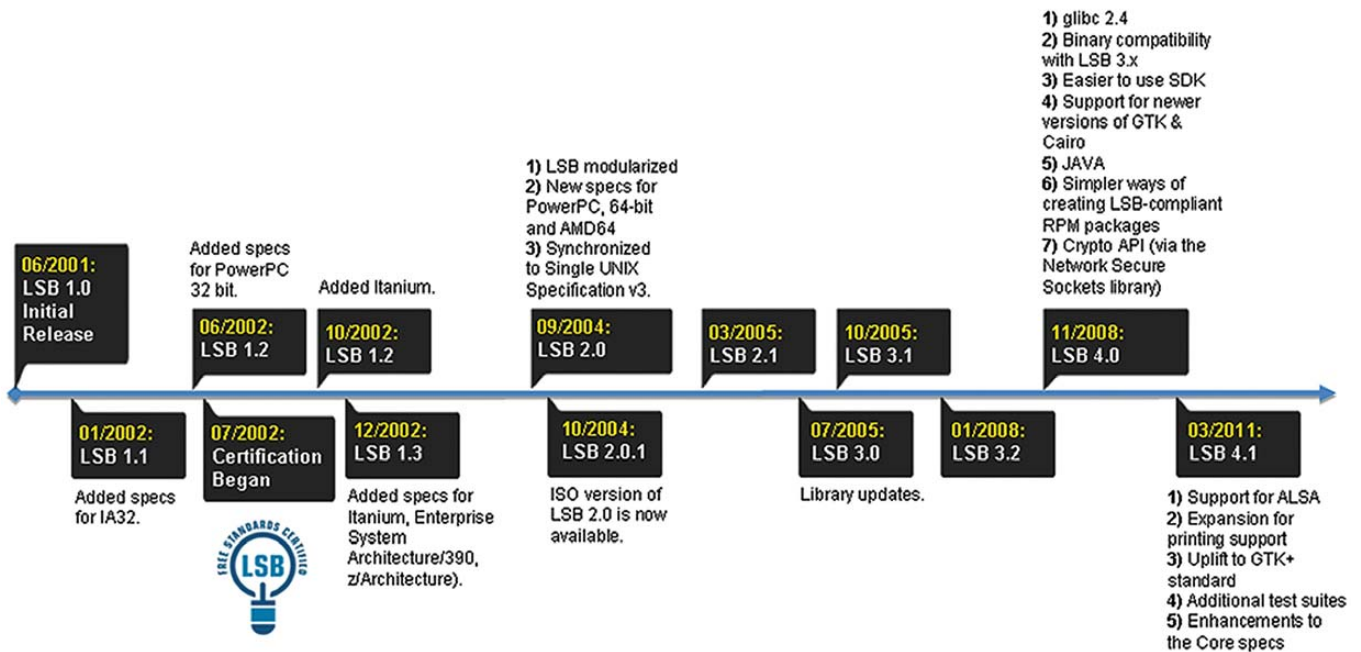 06/2001:
LSB 1.0
Initial
Release
01/2002:
LSB 1.1
Added specs
for IA32.
Added specs
for PowerPC
32 bit.
06/2002:
LSB 1.2
07/2002:
Certification
Began
FREE STANDARDS CERTIFIED
LSB
Added Itanium.
10/2002:
LSB 1.2
12/2002:
LSB 1.3
Added specs for
Itanium, Enterprise
System
Architecture/390,
z/Architecture).
1) LSB modularized
2) New specs for
PowerPC, 64-bit
and AMD64
3) Synchronized
to Single UNIX
Specification v3.
09/2004:
LSB 2.0
10/2004:
LSB 2.0.1
ISO version of
LSB 2.0 is now
available.
03/2005:
LSB 2.1
07/2005:
LSB 3.0
Library updates.
10/2005:
LSB 3.1
01/2008:
LSB 3.2
1) glibc 2.4
2) Binary compatibility
with LSB 3.x
3) Easier to use SDK
4) Support for newer
versions of GTK &
Cairo
5) JAVA
6) Simpler ways of
creating LSB-compliant
RPM packages
7) Crypto API (via the
Network Secure
Sockets library)
11/2008:
LSB 4.0
03/2011:
LSB 4.1
1) Support for ALSA
2) Expansion for
printing support
3) Uplift to GTK+
standard
4) Additional test suites
5) Enhancements to
the Core specs